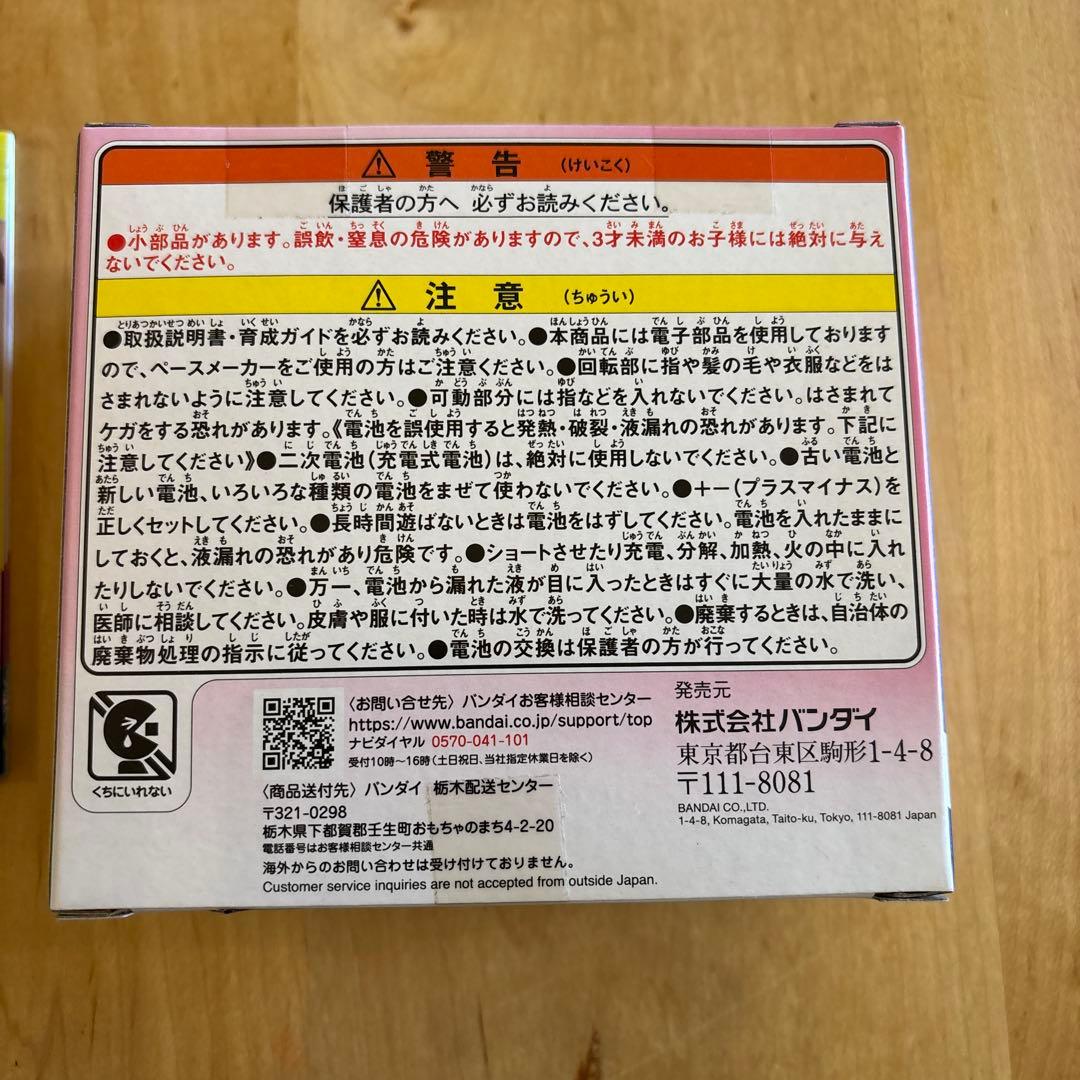 警告 (けいこく)
保護者の方へ 必ずお読みください。
●小部品があります。誤飲・窒息の危険がありますので、3才未満のお子様には絶対に与え
ないでください。
注意 (ちゅうい)
●取扱説明書・育成ガイドを必ずお読みください。●本商品には電子部品を使用しております
ので、ペースメーカーをご使用の方はご注意ください。●回転部に指や髪の毛や衣服などをは
さまれないように注意してください。●可動部分には指などを入れないでください。はさまれて
ケガをする恐れがあります。《電池を誤使用すると発熱・破裂・液漏れの恐れがあります。下記に
注意してください》●二次電池(充電式電池)は、絶対に使用しないでください。●古い電池と
新しい電池、いろいろな種類の電池をまぜて使わないでください。●+−(プラスマイナス)を
正しくセットしてください。●長時間遊ばないときは電池をはずしてください。電池を入れたままに
しておくと、液漏れの恐れがあり危険です。●ショートさせたり充電、分解、加熱、火の中に入れ
たりしないでください。●万一、電池から漏れた液が目に入ったときはすぐに大量の水で洗い、
医師に相談してください。皮膚や服に付いた時は水で洗ってください。●廃棄するときは、自治体の
廃棄物処理の指示に従ってください。●電池の交換は保護者の方が行ってください。
くちにいれない
〈お問い合せ先〉バンダイお客様相談センター
https://www.bandai.co.jp/support/top
ナビダイヤル 0570-041-101
受付10時〜16時(土日祝日、当社指定休業日を除く)
〈商品送付先〉バンダイ 栃木配送センター
〒321-0298
栃木県下都賀郡壬生町おもちゃのまち4-2-20
電話番号はお客様相談センター共通
海外からのお問い合わせは受け付けておりません。
Customer service inquiries are not accepted from outside Japan.
発売元
株式会社バンダイ
東京都台東区駒形1-4-8
〒111-8081
BANDAI CO.,LTD.
1-4-8, Komagata, Taito-ku, Tokyo, 111-8081 Japan